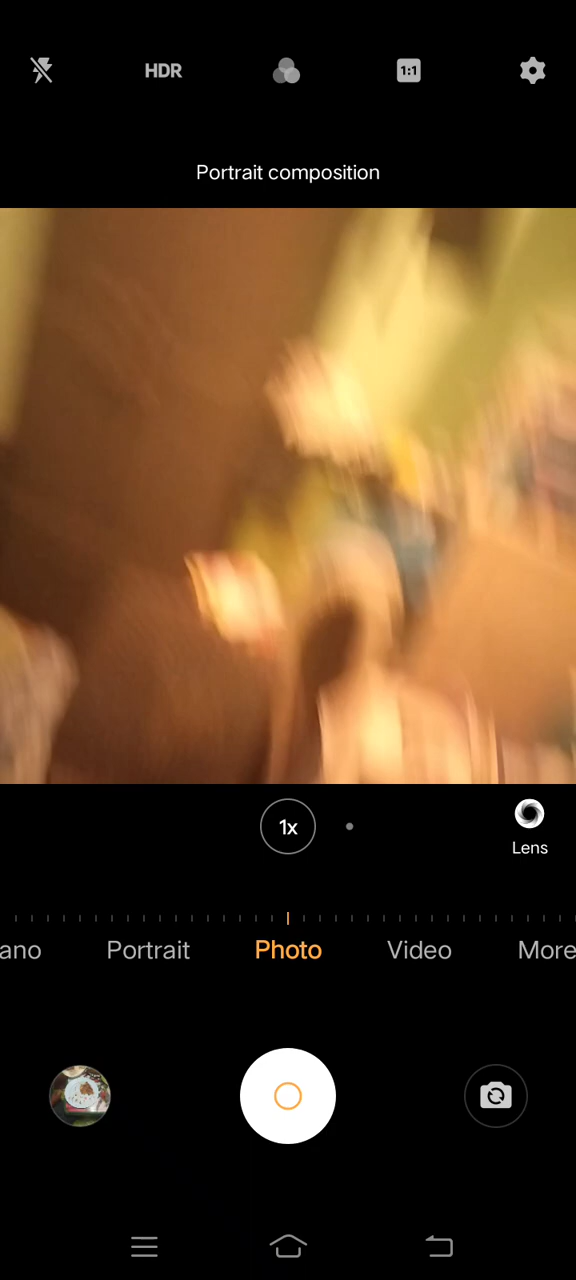 HDR
1:1
Portrait composition
1x
Lens
ano
Portrait
Photo
Video
More